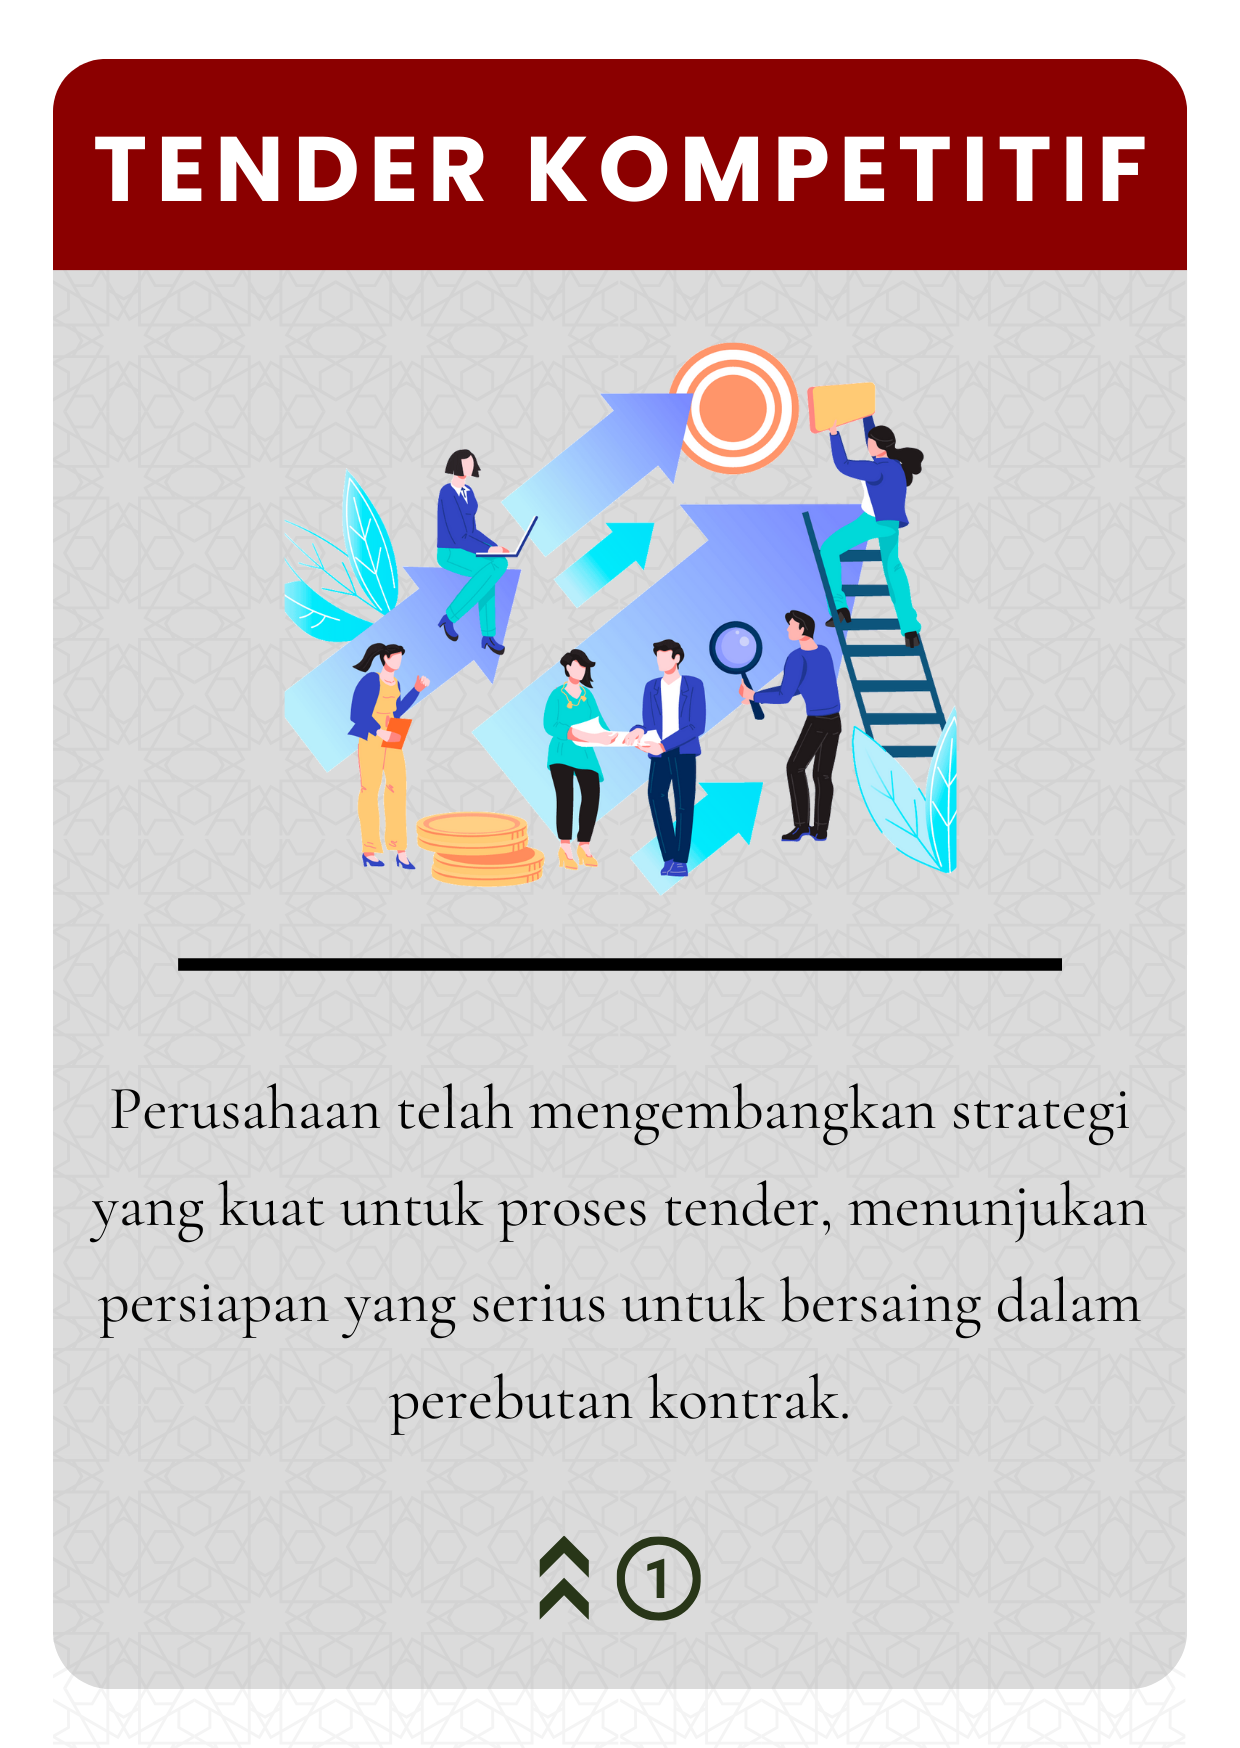 TENDER KOMPETITIF
Perusahaan telah mengembangkan strategi
yang kuat untuk proses tender, menunjukan
persiapan yang serius untuk bersaing dalam
perebutan kontrak.
1